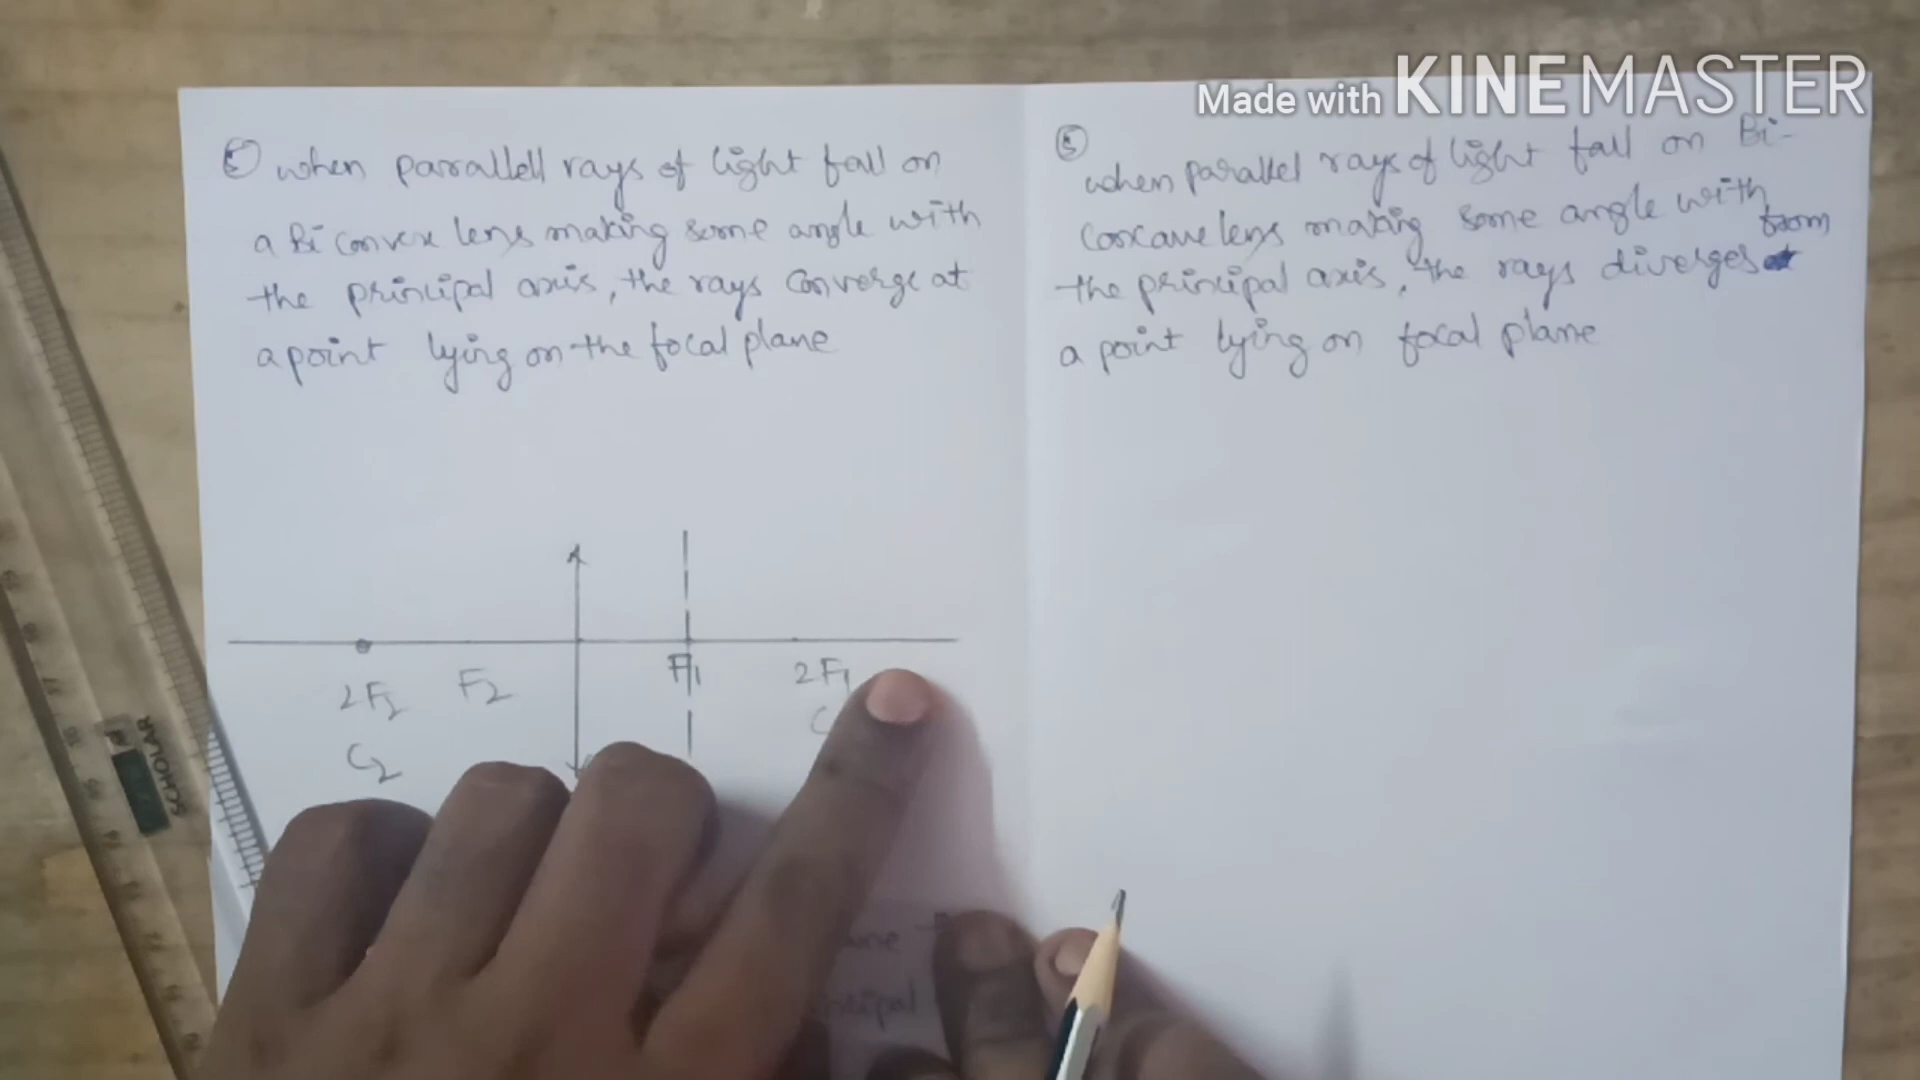 Made with KINEMASTER
⑤ when parallell rays of light fall on
a Bi convex lens making some angle with
the principal axis, the rays converge at
a point lying on the focal plane
⑤
when parallel rays of light fall on Bi-
concave lens making some angle with
the principal axis, the rays diverges from
a point lying on focal plane
2F2 F2 F1 2F1
C2 C
SCHOLAR